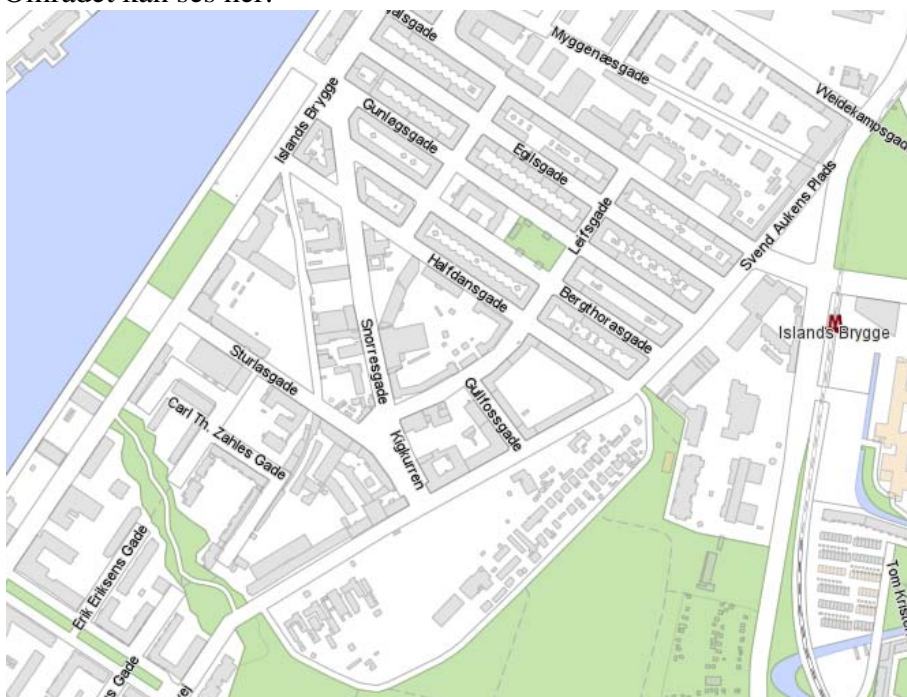 Området kan ses her:
Myggenæsgade
Weidekampsgad
Islands Brygge
Gunløgsgade
Egilsgade
Leifsgade
Svend Aukens Plads
Halfdansgade
Bergthorasgade
Islands Brygge
Snorresgade
Sturlasgade
Gullfossgade
Carl Th. Zahles Gade
Kigkurren
Erik Eriksens Gade